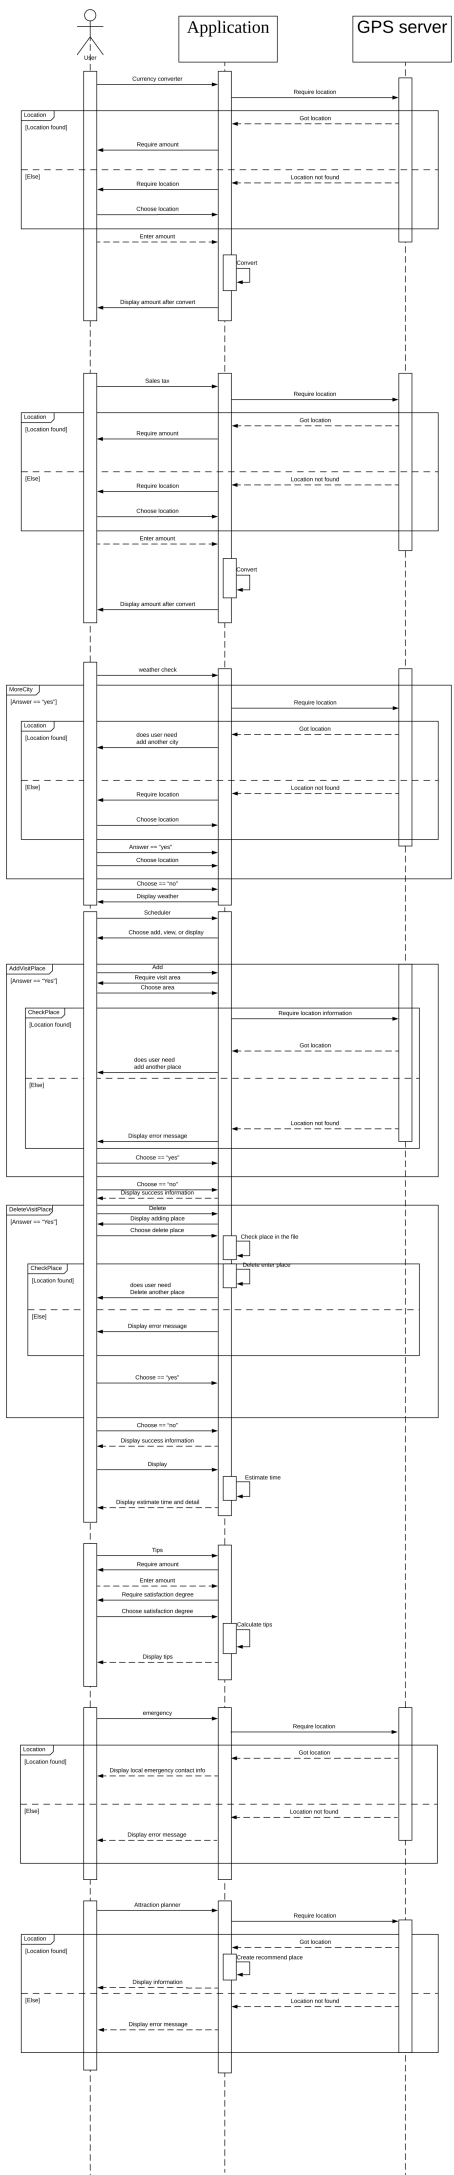 Application
GPS server
User
Currency converter
Require location
Location
Got location
[Location found]
Require amount
[Else]
Location not found
Require location
Choose location
Enter amount
Convert
Display amount after convert
Sales tax
Require location
Location
Got location
[Location found]
Require amount
[Else]
Location not found
Require location
Choose location
Enter amount
Convert
Display amount after convert
weather check
MoreCity
[Answer == "yes"]
Require location
Location
Got location
[Location found]
does user need
add another city
[Else]
Location not found
Require location
Choose location
Answer == "yes"
Choose location
Choose == "no"
Display weather
Scheduler
Choose add, view, or display
AddVisitPlace
Add
[Answer == "Yes"]
Require visit area
Choose area
CheckPlace
Require location information
[Location found]
Got location
does user need
add another place
[Else]
Location not found
Display error message
Choose == "yes"
Choose == "no"
Display success information
DeleteVisitPlace
Delete
[Answer == "Yes"]
Display adding place
Choose delete place
Check place in the file
CheckPlace
Delete enter place
[Location found]
does user need
Delete another place
[Else]
Display error message
Choose == "yes"
Choose == "no"
Display success information
Display
Estimate time
Display estimate time and detail
Tips
Require amount
Enter amount
Require satisfaction degree
Choose satisfaction degree
Calculate tips
Display tips
emergency
Require location
Location
Got location
[Location found]
Display local emergency contact info
[Else]
Location not found
Display error message
Attraction planner
Require location
Location
Got location
[Location found]
Create recommend place
Display information
[Else]
Location not found
Display error message